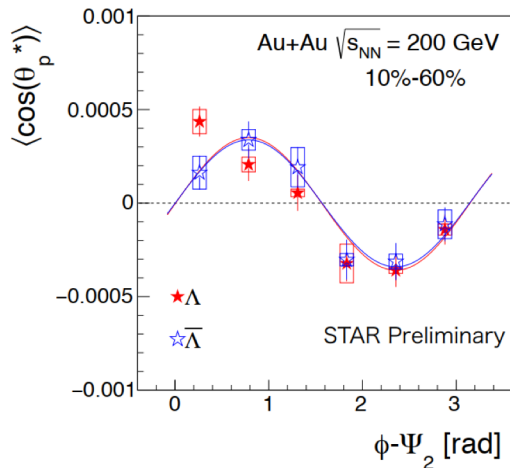 Au+Au √sNN = 200 GeV
10%-60%
⟨cos(θp*)⟩
0.001
0.0005
0
−0.0005
−0.001
★Λ
☆Λ̅
STAR Preliminary
0 1 2 3
φ-Ψ2 [rad]